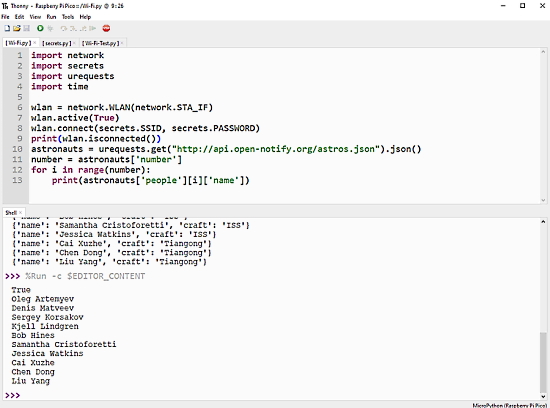 Thonny - Raspberry Pi Pico :: /Wi-Fi.py @ 9 : 26
File Edit View Run Tools Help
[ Wi-Fi.py ] × [ secrets.py ] × [ Wi-Fi-Test.py ] ×
1 import network
2 import secrets
3 import urequests
4 import time
5
6 wlan = network.WLAN(network.STA_IF)
7 wlan.active(True)
8 wlan.connect(secrets.SSID, secrets.PASSWORD)
9 print(wlan.isconnected())
10 astronauts = urequests.get("http://api.open-notify.org/astros.json").json()
11 number = astronauts['number']
12 for i in range(number):
13 print(astronauts['people'][i]['name'])
Shell ×
{'name': 'Bob Hines', 'craft': 'ISS'}
{'name': 'Samantha Cristoforetti', 'craft': 'ISS'}
{'name': 'Jessica Watkins', 'craft': 'ISS'}
{'name': 'Cai Xuzhe', 'craft': 'Tiangong'}
{'name': 'Chen Dong', 'craft': 'Tiangong'}
{'name': 'Liu Yang', 'craft': 'Tiangong'}
>>> %Run -c $EDITOR_CONTENT
True
Oleg Artemyev
Denis Matveev
Sergey Korsakov
Kjell Lindgren
Bob Hines
Samantha Cristoforetti
Jessica Watkins
Cai Xuzhe
Chen Dong
Liu Yang
>>>
MicroPython (Raspberry Pi Pico)